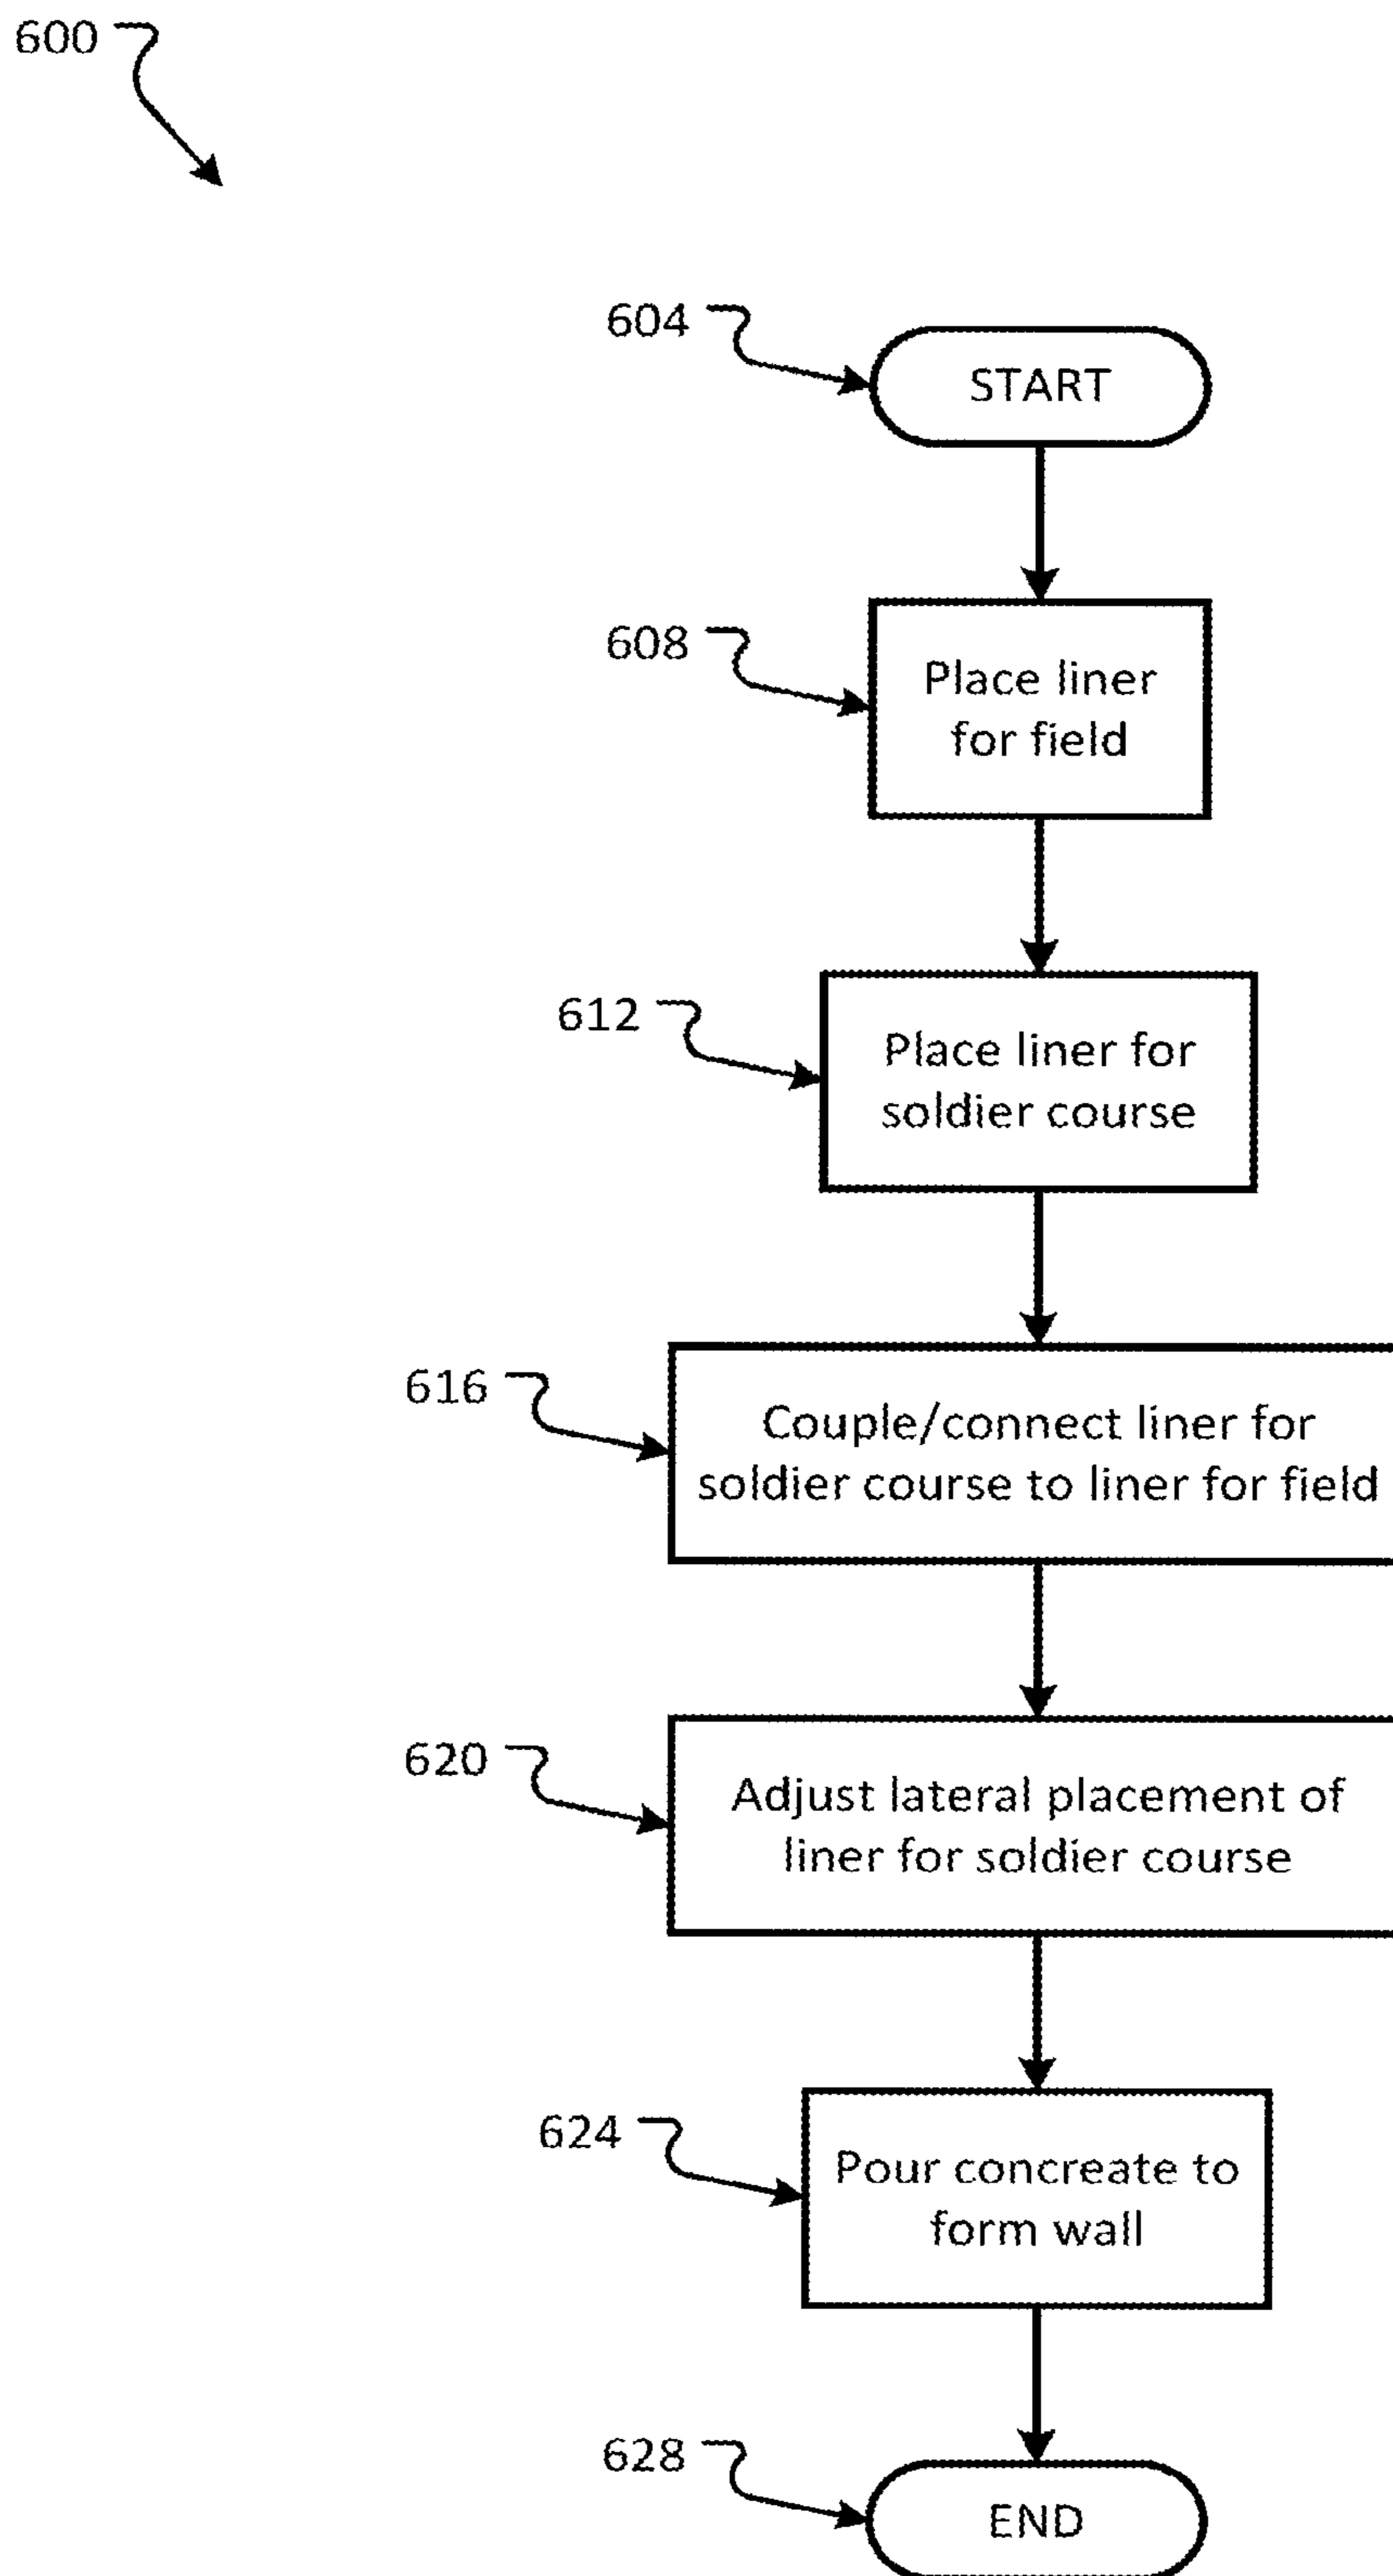 600
604
START
608
Place liner
for field
612
Place liner for
soldier course
616
Couple/connect liner for
soldier course to liner for field
620
Adjust lateral placement of
liner for soldier course
624
Pour concreate to
form wall
628
END